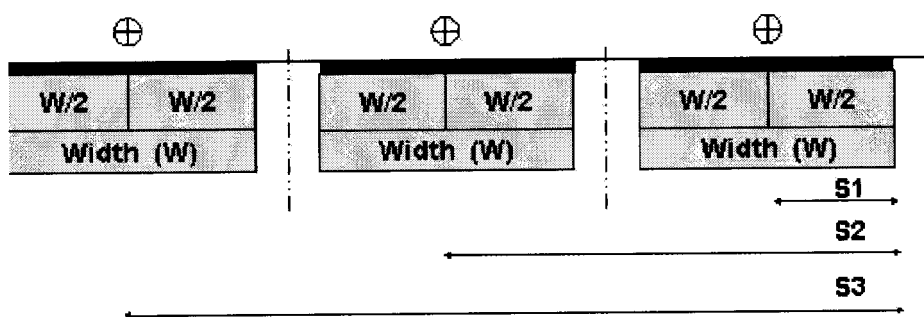 W/2 W/2 W/2 W/2 W/2 W/2
Width (W) Width (W) Width (W)
S1
S2
S3